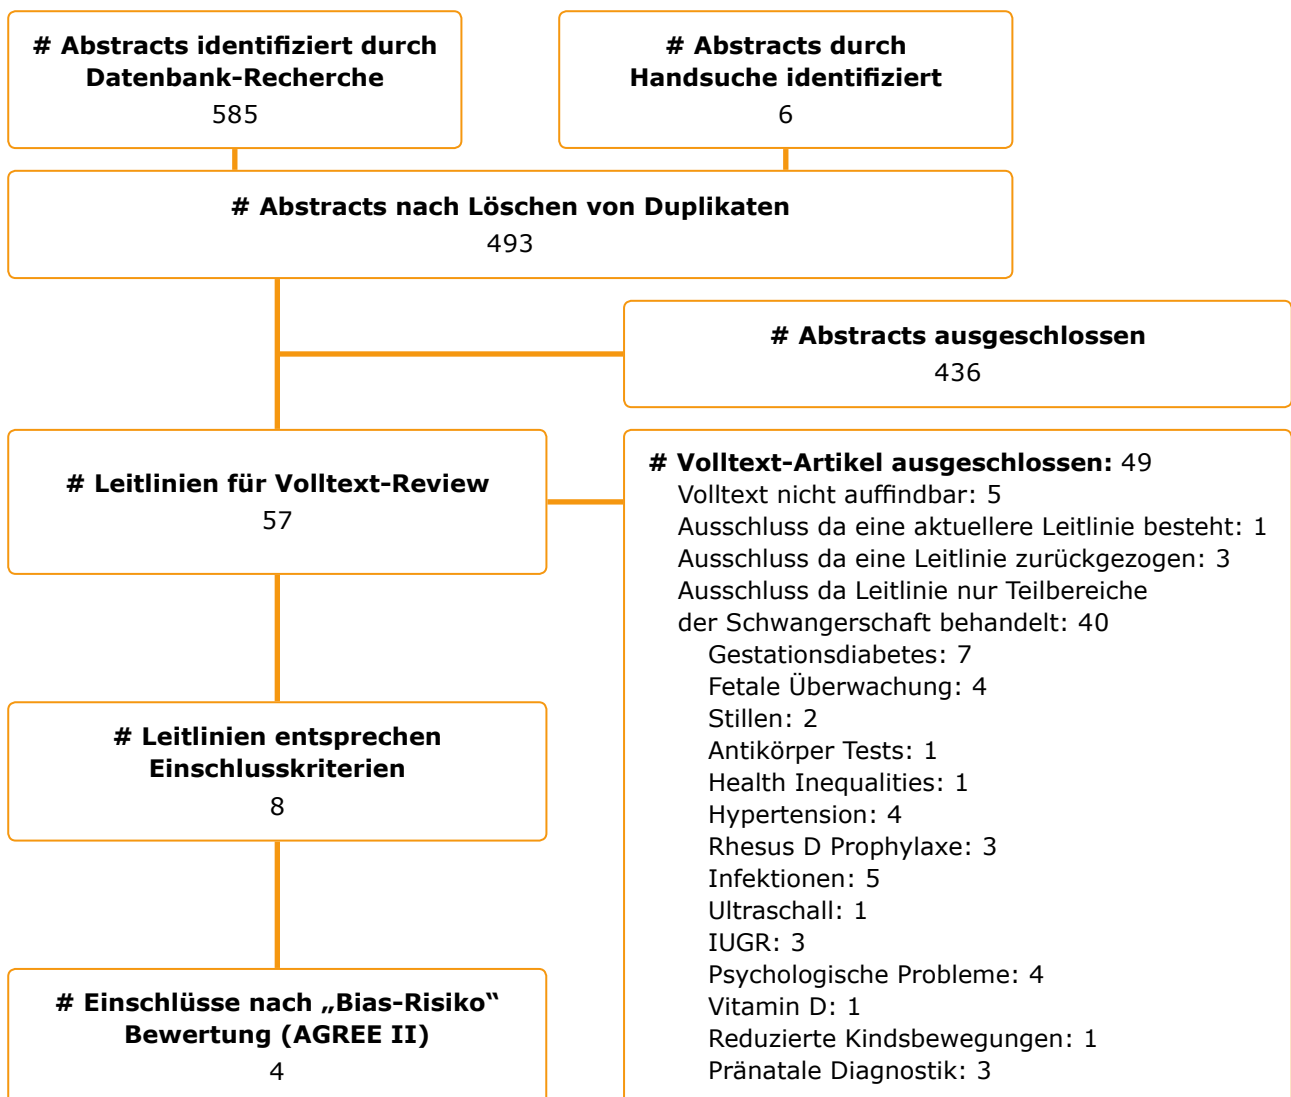 # Abstracts identifiziert durch
Datenbank-Recherche
585
# Abstracts durch
Handsuche identifiziert
6
# Abstracts nach Löschen von Duplikaten
493
# Abstracts ausgeschlossen
436
# Leitlinien für Volltext-Review
57
# Volltext-Artikel ausgeschlossen: 49
Volltext nicht auffindbar: 5
Ausschluss da eine aktuellere Leitlinie besteht: 1
Ausschluss da eine Leitlinie zurückgezogen: 3
Ausschluss da Leitlinie nur Teilbereiche
der Schwangerschaft behandelt: 40
Gestationsdiabetes: 7
Fetale Überwachung: 4
Stillen: 2
Antikörper Tests: 1
Health Inequalities: 1
Hypertension: 4
Rhesus D Prophylaxe: 3
Infektionen: 5
Ultraschall: 1
IUGR: 3
Psychologische Probleme: 4
Vitamin D: 1
Reduzierte Kindsbewegungen: 1
Pränatale Diagnostik: 3
# Leitlinien entsprechen
Einschlusskriterien
8
# Einschlüsse nach „Bias-Risiko“
Bewertung (AGREE II)
4